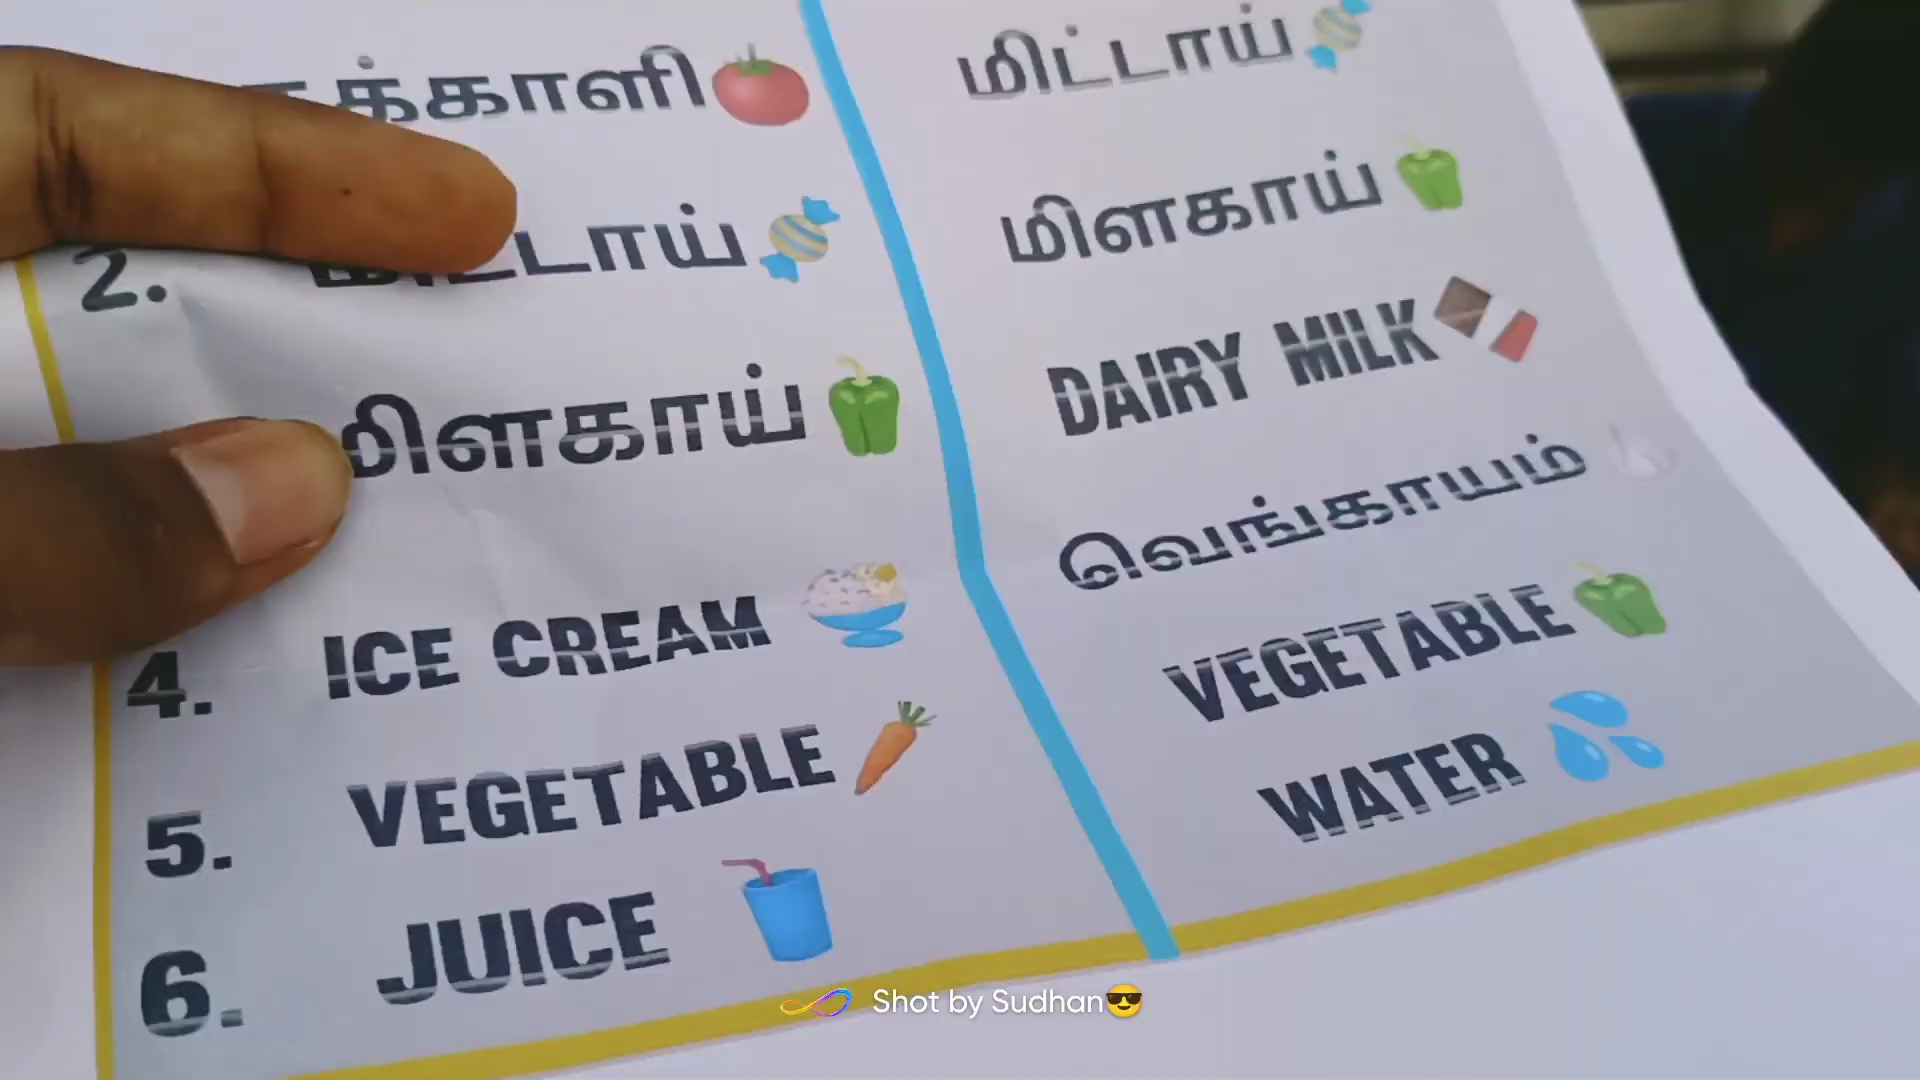 மிட்டாய்
2. மிளகாய்
மிளகாய்
DAIRY MILK
வெங்காயம்
4. ICE CREAM
VEGETABLE
5. VEGETABLE
WATER
6. JUICE
Shot by Sudhan😎